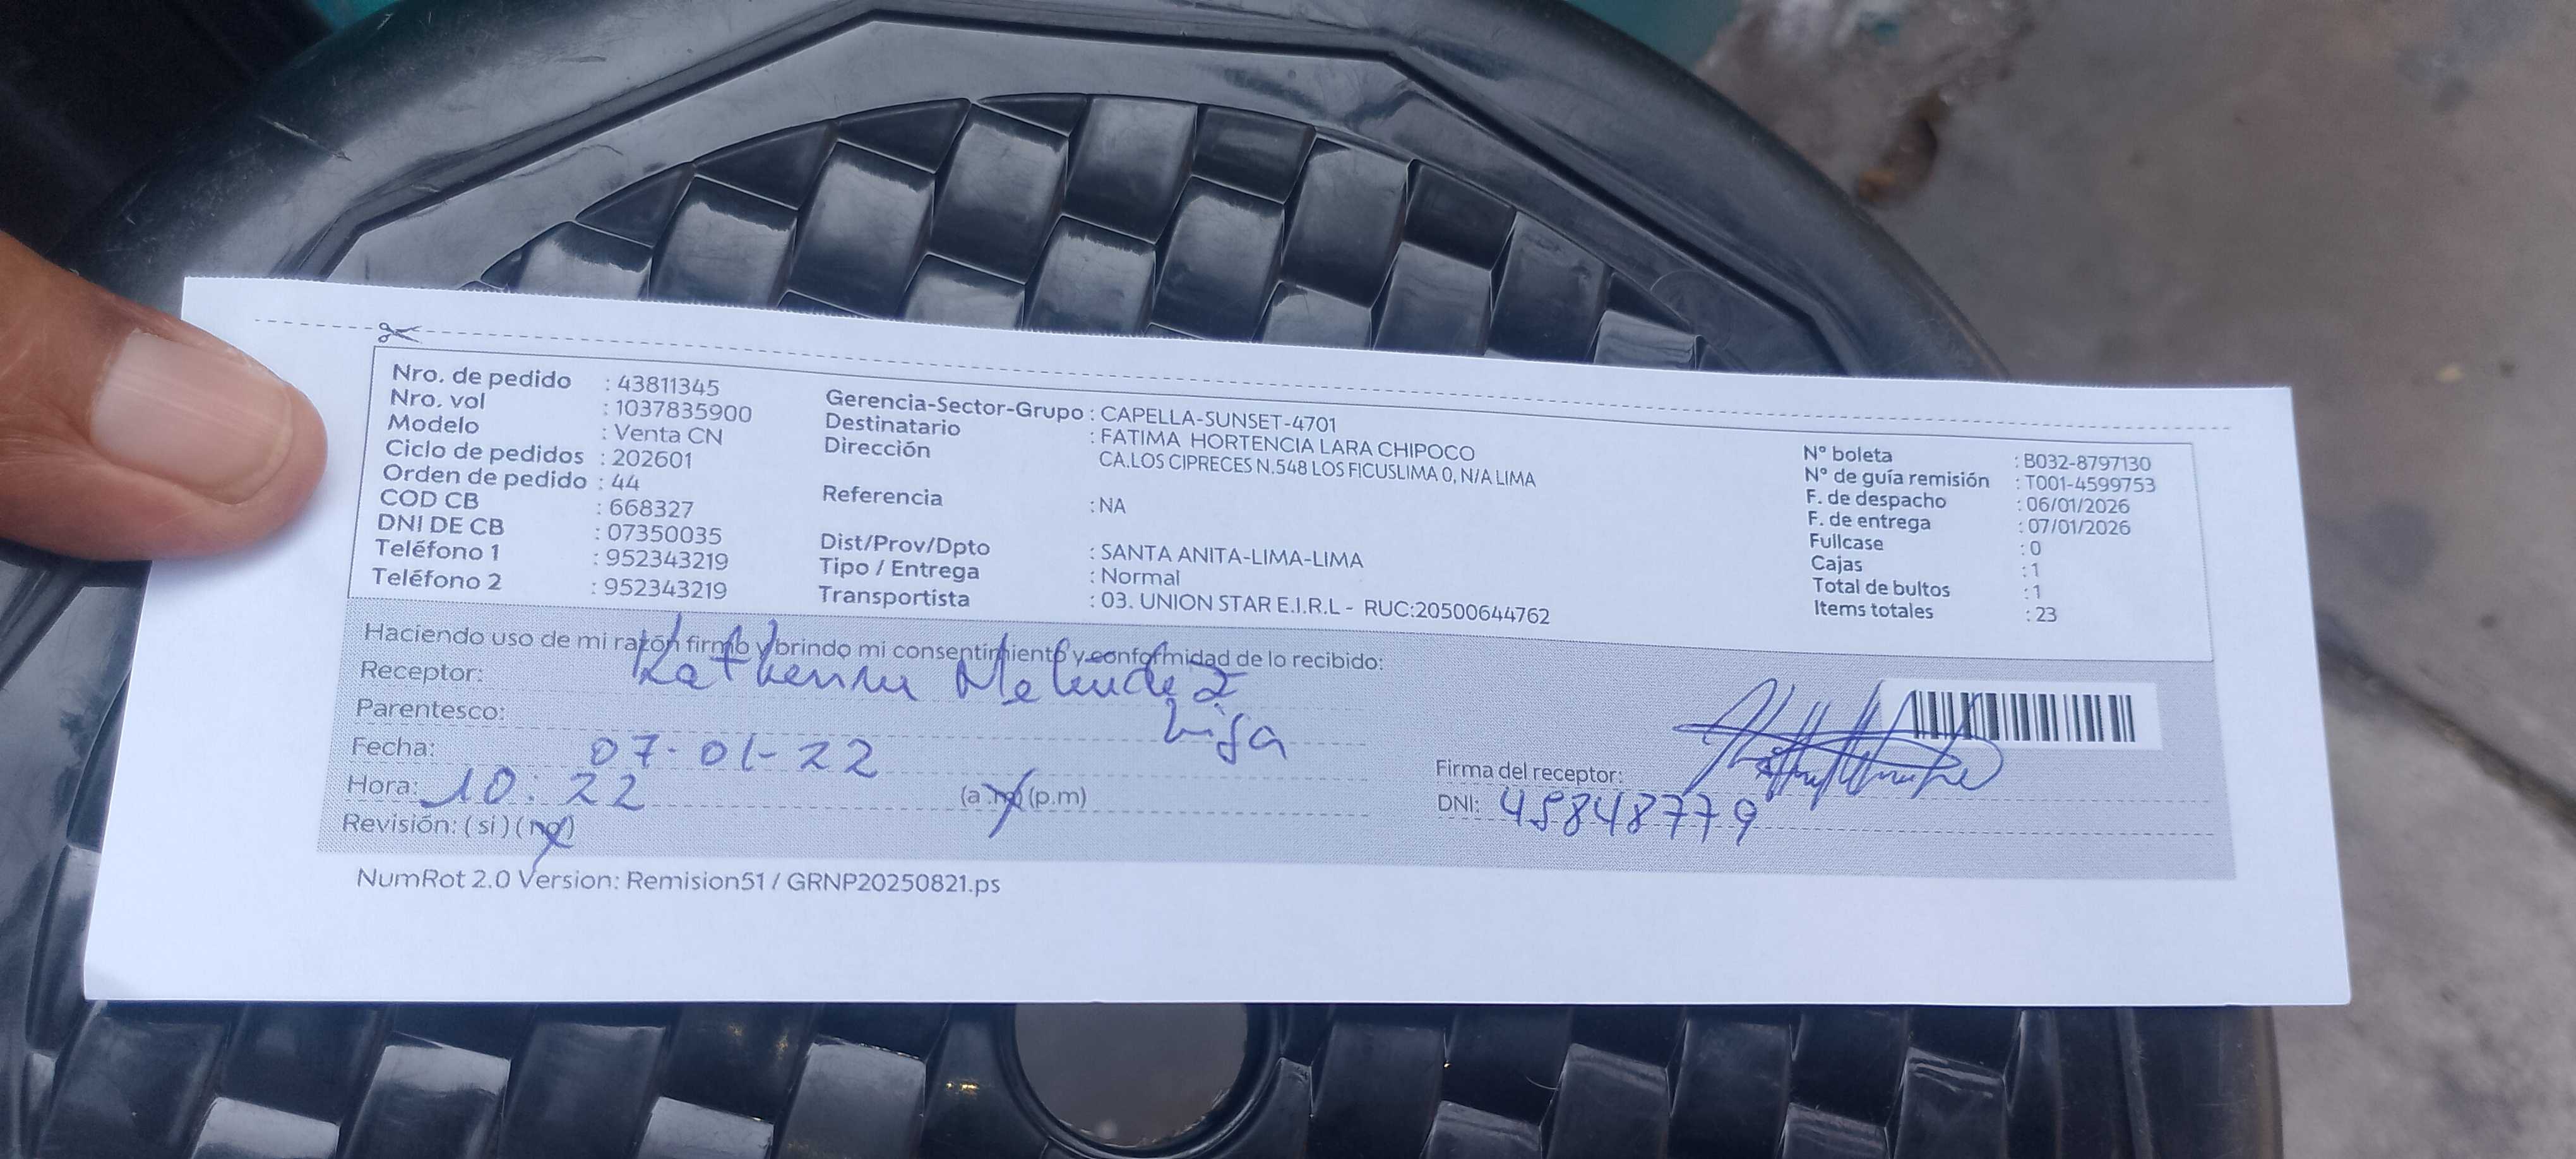 Nro. de pedido : 43811345
Nro. vol : 1037835900
Modelo : Venta CN
Ciclo de pedidos : 202601
Orden de pedido : 44
COD CB : 668327
DNI DE CB : 07350035
Teléfono 1 : 952343219
Teléfono 2 : 952343219
Gerencia-Sector-Grupo : CAPELLA-SUNSET-4701
Destinatario : FATIMA HORTENCIA LARA CHIPOCO
Dirección CA.LOS CIPRECES N.548 LOS FICUSLIMA 0, N/A LIMA
Referencia : NA
Dist/Prov/Dpto : SANTA ANITA-LIMA-LIMA
Tipo / Entrega : Normal
Transportista : 03. UNION STAR E.I.R.L - RUC:20500644762
N° boleta : B032-8797130
N° de guía remisión : T001-4599753
F. de despacho : 06/01/2026
F. de entrega : 07/01/2026
Fullcase : 0
Cajas : 1
Total de bultos : 1
Items totales : 23
Haciendo uso de mi razón firmo y brindo mi consentimiento y conformidad de lo recibido:
Receptor: Katherine Melendez
Parentesco: hija
Fecha: 07-01-22
Hora: 10:22 (a.m) (p.m)
Revisión: (si) (no)
Firma del receptor:
DNI: 45848779
NumRot 2.0 Version: Remision51 / GRNP20250821.ps